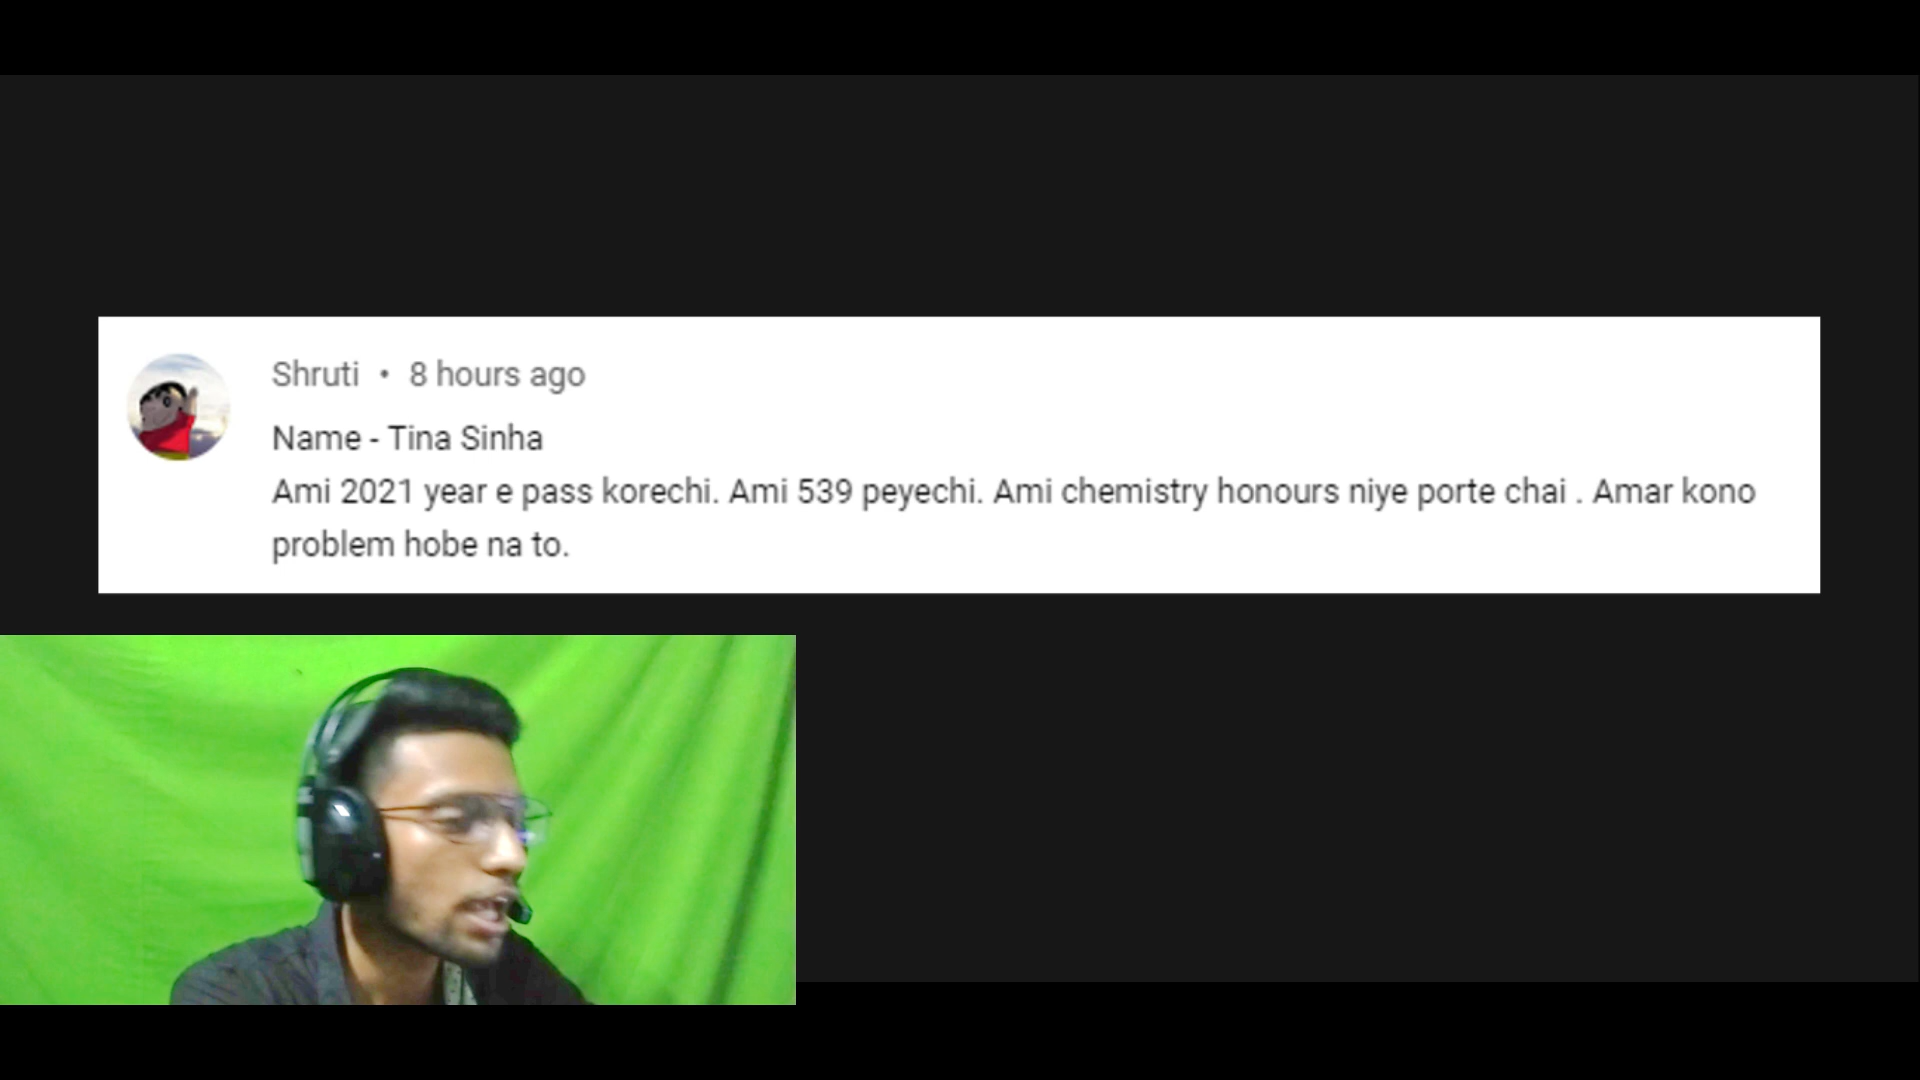 Shruti • 8 hours ago
Name - Tina Sinha
Ami 2021 year e pass korechi. Ami 539 peyechi. Ami chemistry honours niye porte chai . Amar kono
problem hobe na to.